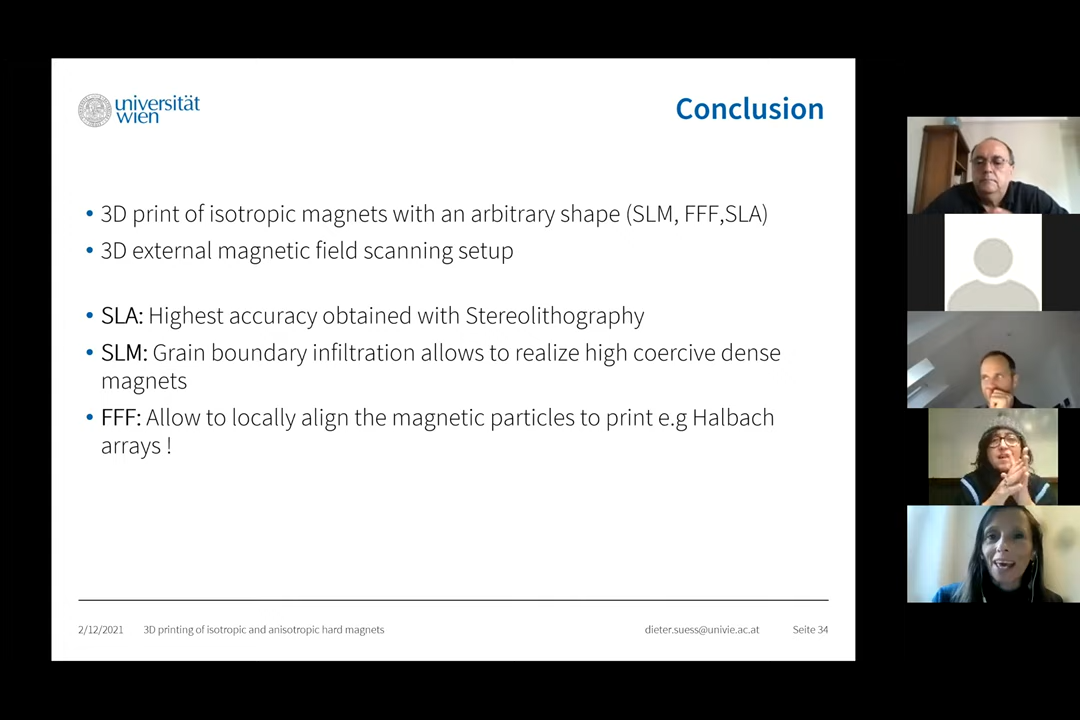 universität
wien
Conclusion
• 3D print of isotropic magnets with an arbitrary shape (SLM, FFF,SLA)
• 3D external magnetic field scanning setup
• SLA: Highest accuracy obtained with Stereolithography
• SLM: Grain boundary infiltration allows to realize high coercive dense
magnets
• FFF: Allow to locally align the magnetic particles to print e.g Halbach
arrays !
2/12/2021 3D printing of isotropic and anisotropic hard magnets dieter.suess@univie.ac.at Seite 34